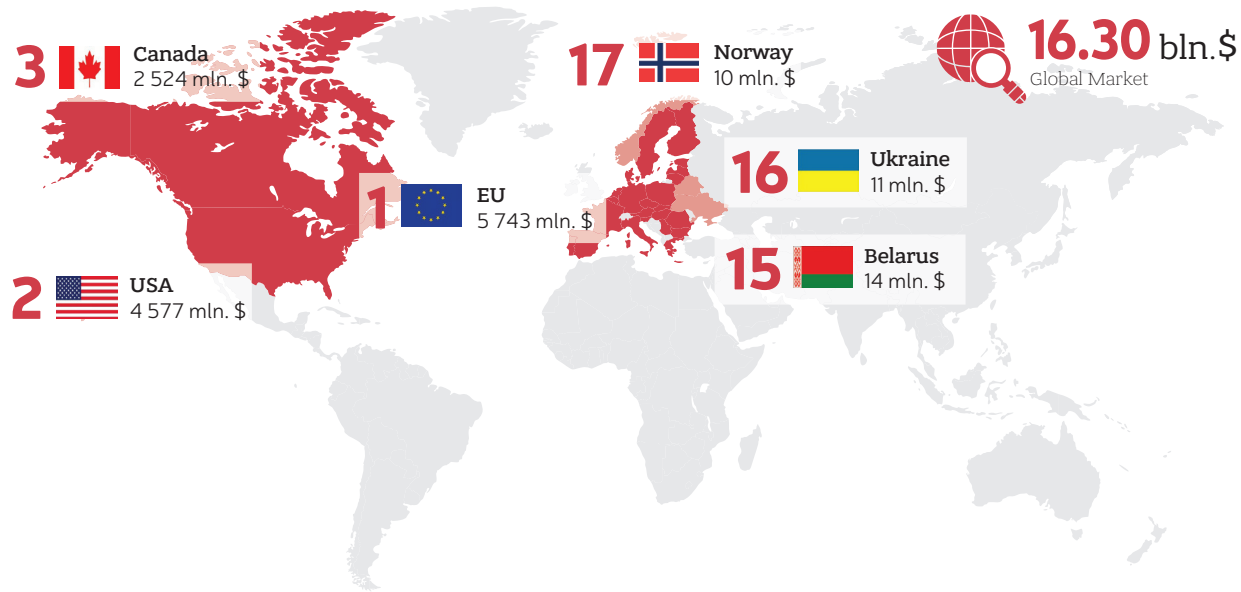 3
Canada
2 524 mln. $
17
Norway
10 mln. $
16.30 bln.$
Global Market
16
Ukraine
11 mln. $
1
EU
5 743 mln. $
15
Belarus
14 mln. $
2
USA
4 577 mln. $